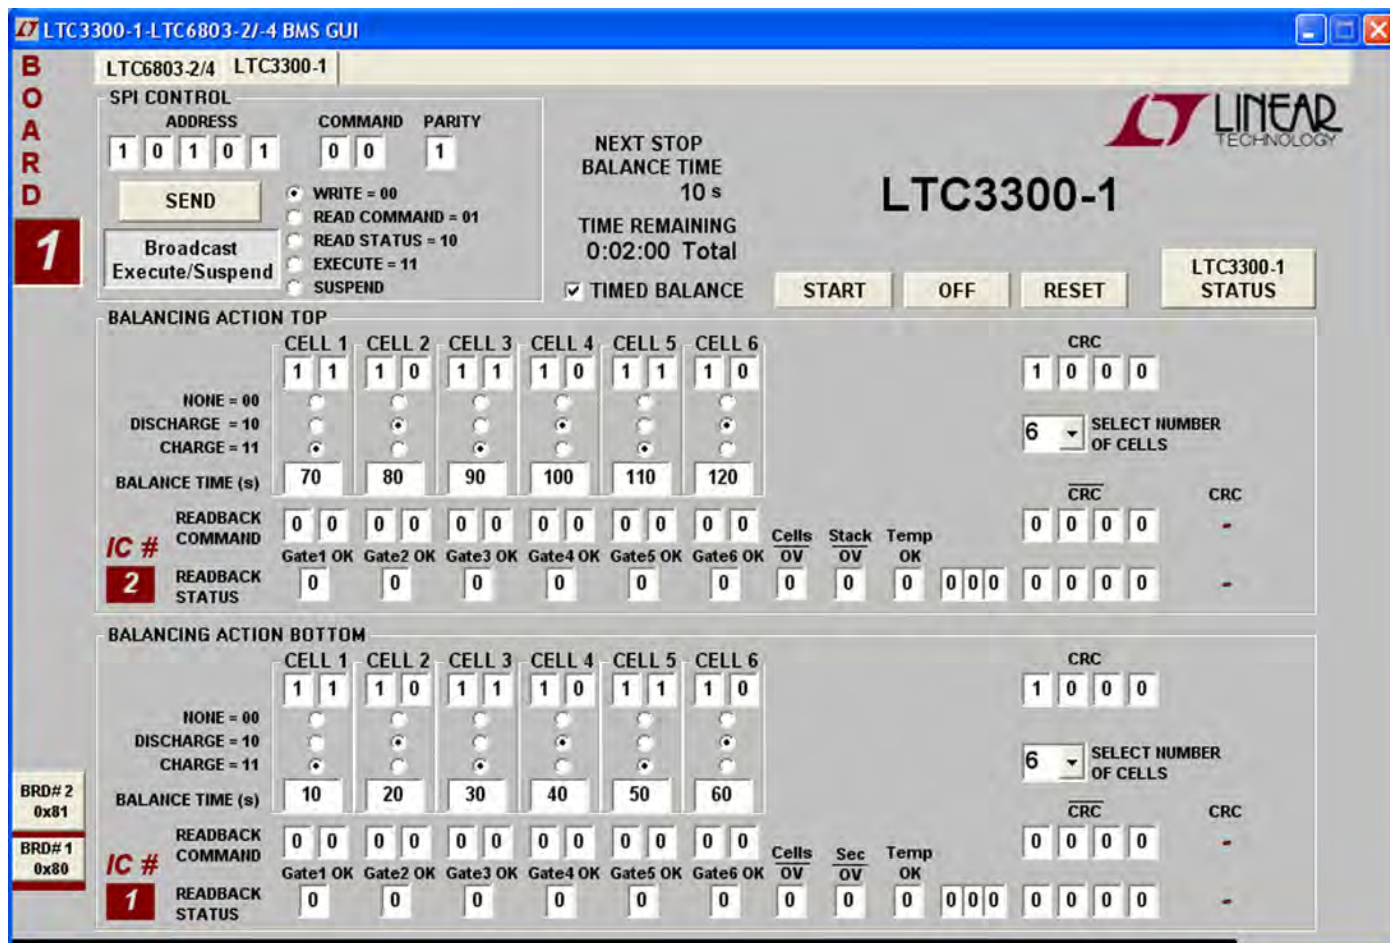 LTC3300-1-LTC6803-2/-4 BMS GUI
BOARD
1
LTC6803-2/4 LTC3300-1
SPI CONTROL
ADDRESS COMMAND PARITY
1 0 1 0 1 0 0 1
SEND
Broadcast
Execute/Suspend
WRITE = 00
READ COMMAND = 01
READ STATUS = 10
EXECUTE = 11
SUSPEND
NEXT STOP
BALANCE TIME
10 s
TIME REMAINING
0:02:00 Total
TIMED BALANCE
LINEAR
TECHNOLOGY
LTC3300-1
START OFF RESET
LTC3300-1
STATUS
BALANCING ACTION TOP
CELL 1 CELL 2 CELL 3 CELL 4 CELL 5 CELL 6 CRC
1 1 1 0 1 1 1 0 1 1 1 0 1 0 0 0
NONE = 00
DISCHARGE = 10
CHARGE = 11
6 SELECT NUMBER
OF CELLS
BALANCE TIME (s) 70 80 90 100 110 120
CRC CRC
READBACK
COMMAND
0 0 0 0 0 0 0 0 0 0 0 0 0 0 0 0 -
Gate1 OK Gate2 OK Gate3 OK Gate4 OK Gate5 OK Gate6 OK Cells
OV Stack
OV Temp
OK
IC #
2
READBACK
STATUS
0 0 0 0 0 0 0 0 0 0 0 0 0 0 0 0 -
BALANCING ACTION BOTTOM
CELL 1 CELL 2 CELL 3 CELL 4 CELL 5 CELL 6 CRC
1 1 1 0 1 1 1 0 1 1 1 0 1 0 0 0
NONE = 00
DISCHARGE = 10
CHARGE = 11
6 SELECT NUMBER
OF CELLS
BALANCE TIME (s) 10 20 30 40 50 60
CRC CRC
READBACK
COMMAND
0 0 0 0 0 0 0 0 0 0 0 0 0 0 0 0 -
Gate1 OK Gate2 OK Gate3 OK Gate4 OK Gate5 OK Gate6 OK Cells
OV Sec
OV Temp
OK
IC #
1
READBACK
STATUS
0 0 0 0 0 0 0 0 0 0 0 0 0 0 0 0 -
BRD# 2
0x81
BRD# 1
0x80